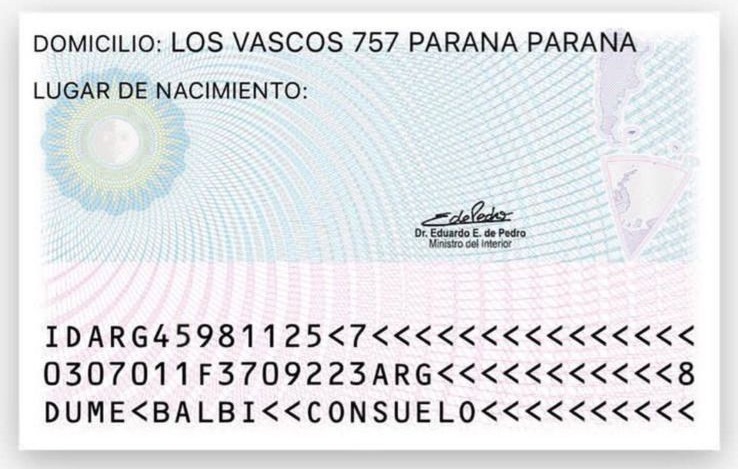 DOMICILIO: LOS VASCOS 757 PARANA PARANA
LUGAR DE NACIMIENTO:
EdePedro
Dr. Eduardo E. de Pedro
Ministro del Interior
IDARG45981125<7<<<<<<<<<<<<<<<
0307011F3709223ARG<<<<<<<<<<<8
DUME<BALBI<<CONSUELO<<<<<<<<<<